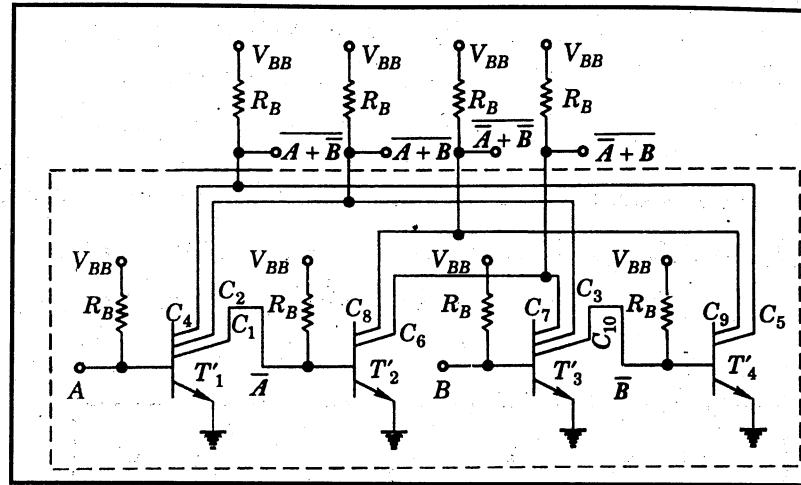 V_BB V_BB V_BB V_BB
R_B R_B R_B R_B
$\overline{A + \overline{B}}$ $\overline{A + B}$ $\overline{\overline{A} + \overline{B}}$ $\overline{\overline{A} + B}$
V_BB V_BB V_BB V_BB
R_B C_4 C_2 C_1 R_B C_8 C_6 R_B C_7 C_3 C_10 R_B C_9 C_5
A T'_1 $\overline{A}$ T'_2 B T'_3 $\overline{B}$ T'_4